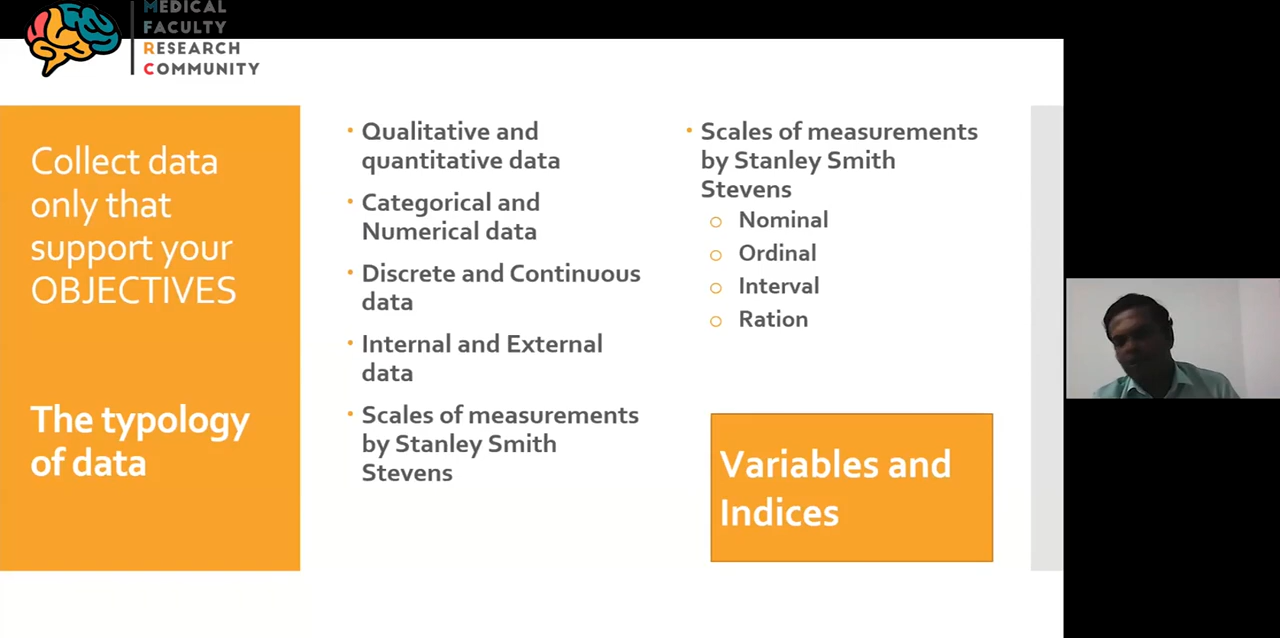 MEDICAL
FACULTY
RESEARCH
COMMUNITY
Collect data
only that
support your
OBJECTIVES
The typology
of data
• Qualitative and
quantitative data
• Categorical and
Numerical data
• Discrete and Continuous
data
• Internal and External
data
• Scales of measurements
by Stanley Smith
Stevens
• Scales of measurements
by Stanley Smith
Stevens
o Nominal
o Ordinal
o Interval
o Ration
Variables and
Indices